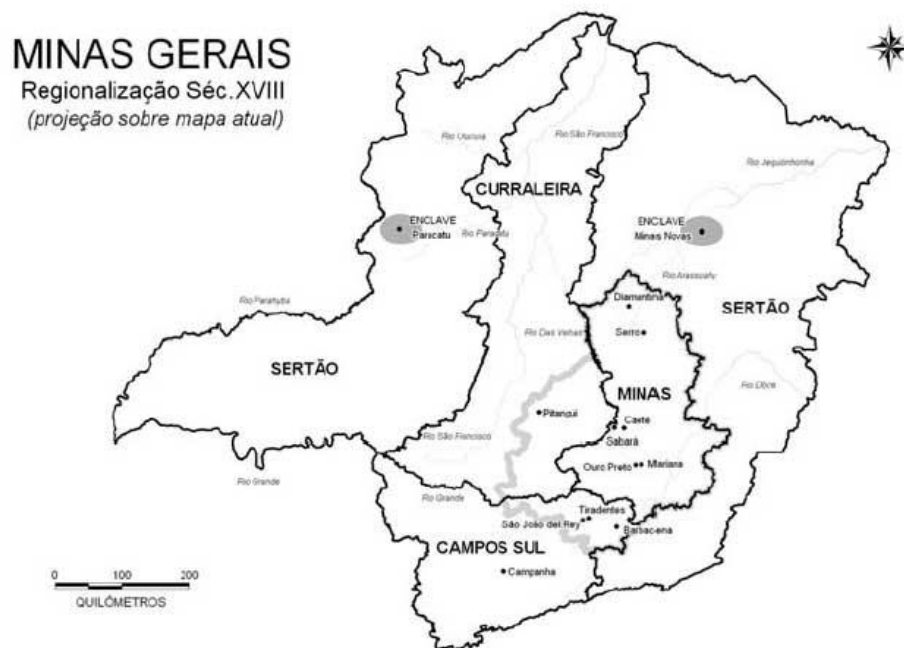 MINAS GERAIS
Regionalização Séc.XVIII
(projeção sobre mapa atual)
Rio Urucuia
Rio São Francisco
CURRALEIRA
Rio Jequitinhonha
ENCLAVE
Paracatu
Rio Paracatu
ENCLAVE
Minas Novas
Rio Arassuahy
Diamantina
Rio Paranaíba
SERTÃO
Rio Das Velhas
Serro
SERTÃO
MINAS
Rio Doce
Pitangui
Caeté
Sabará
Rio São Francisco
Ouro Preto
Mariana
Rio Grande
Rio Grande
Tiradentes
São João del Rey
Barbacena
CAMPOS SUL
Campanha
0 100 200
QUILÔMETROS